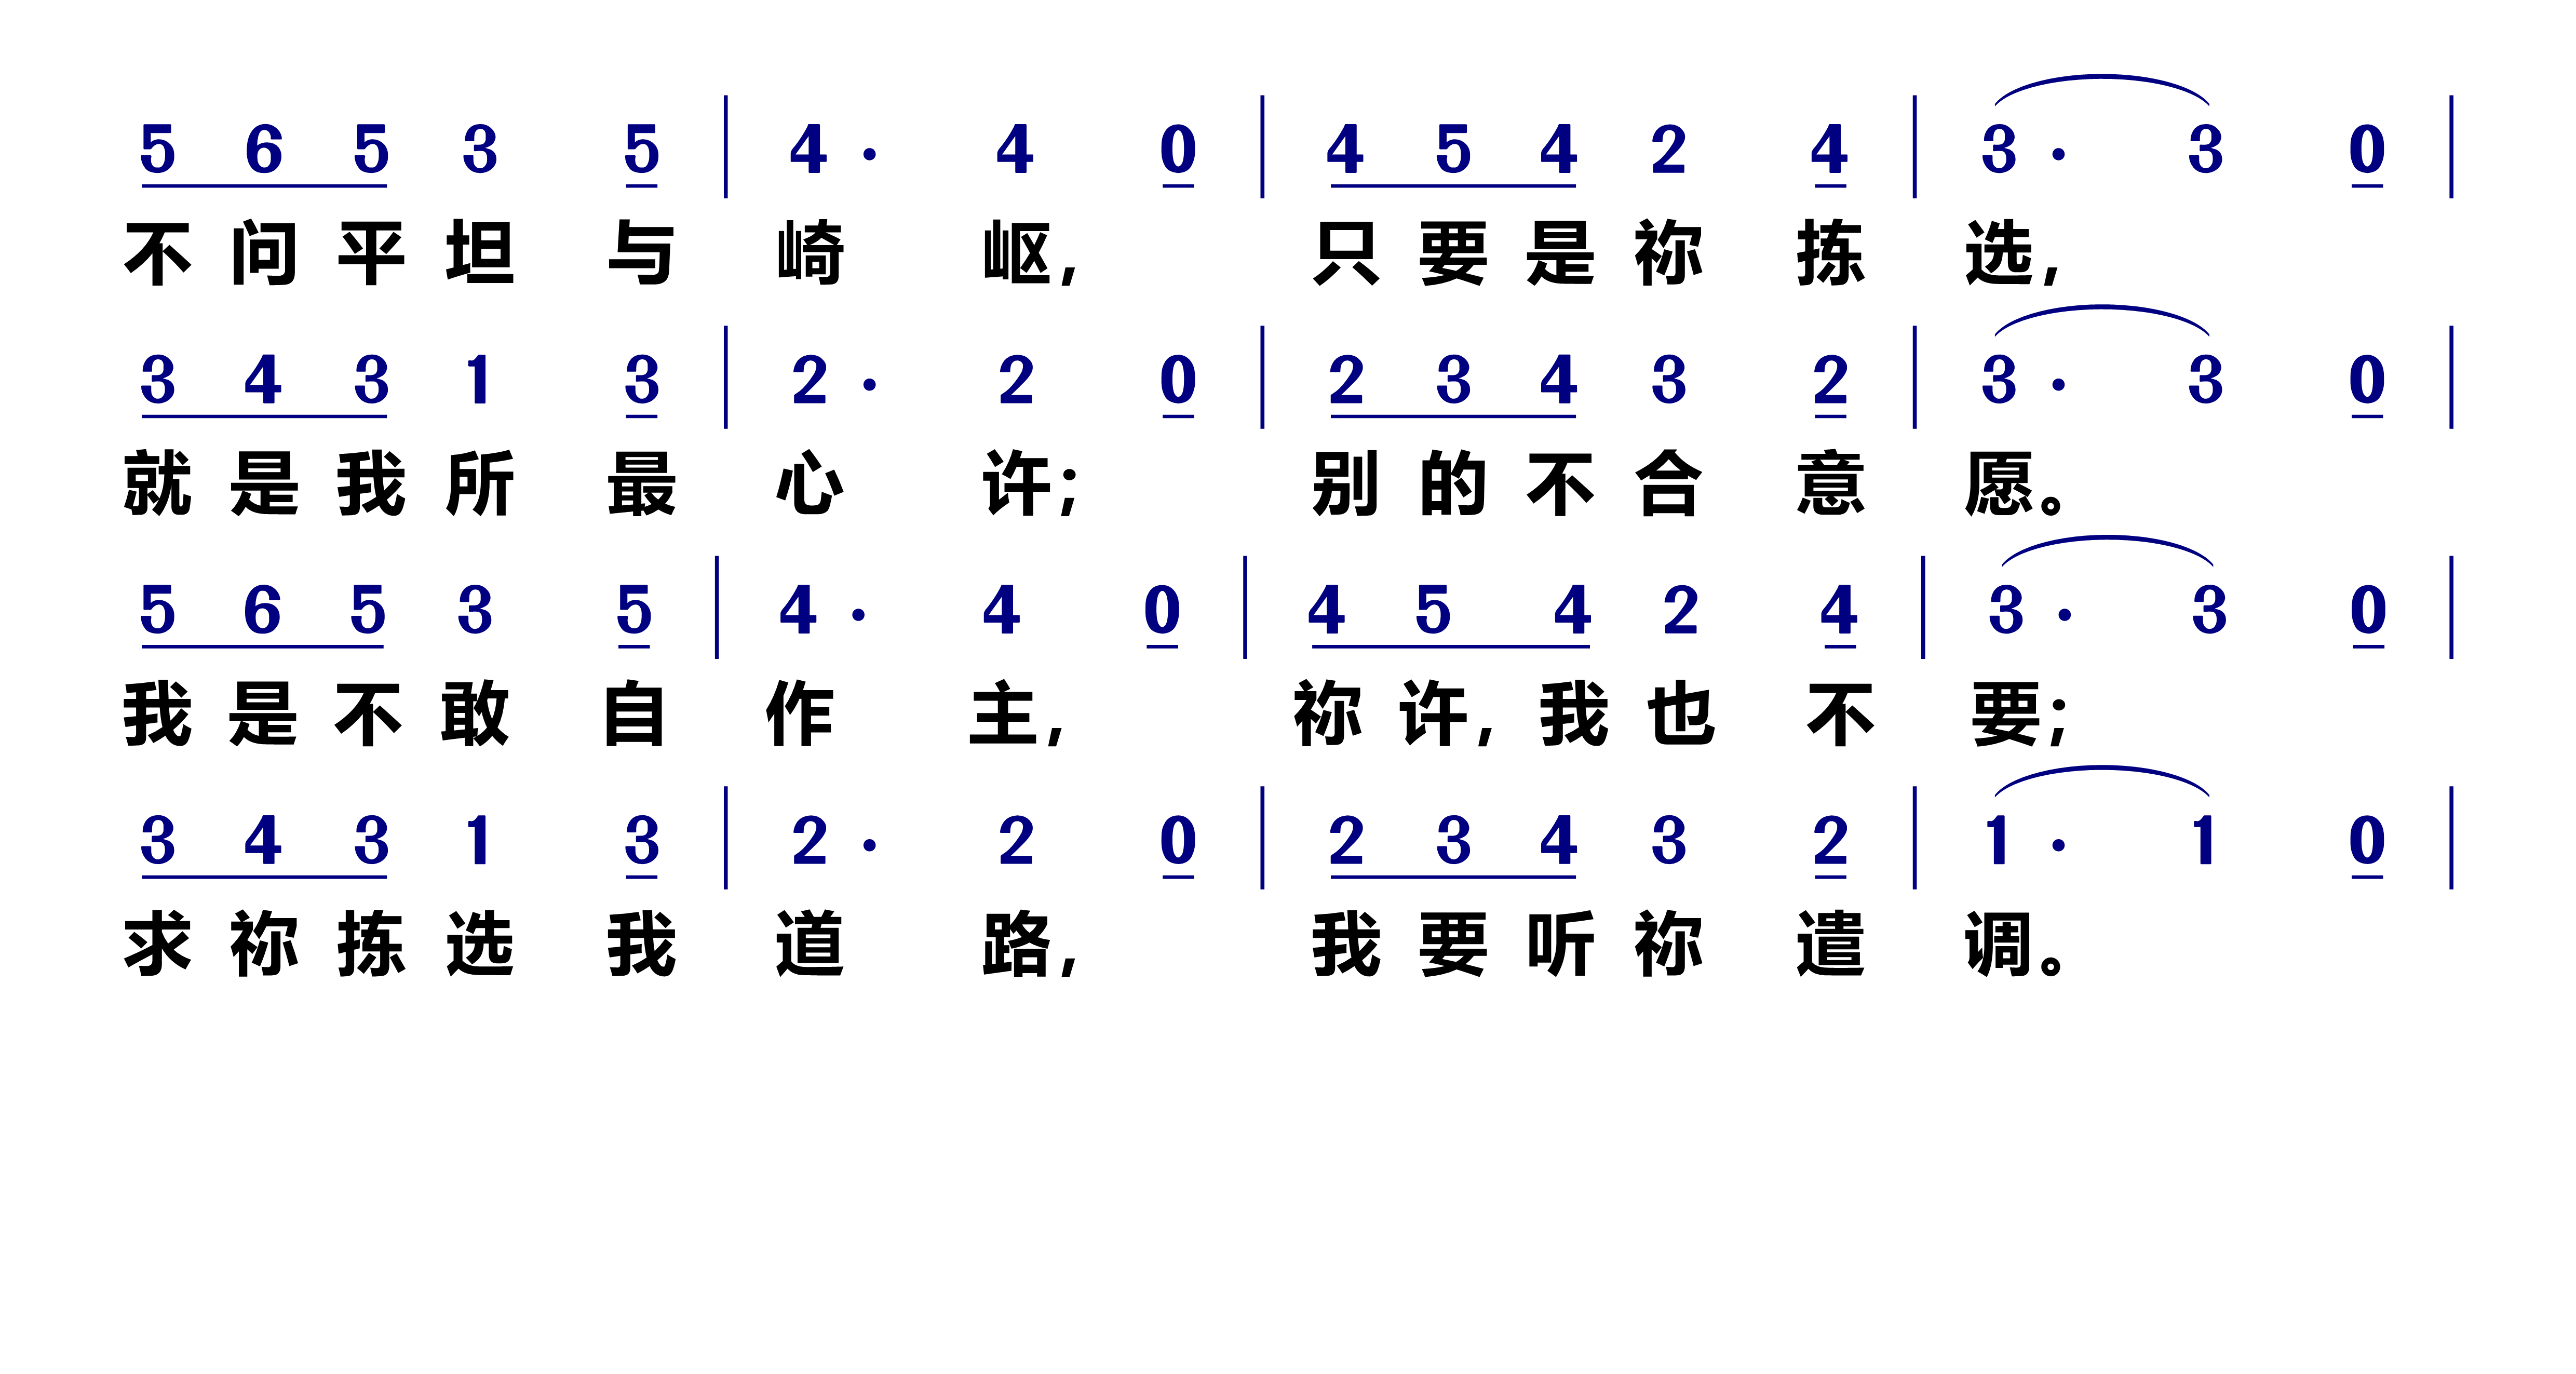 5 6 5 3 5 | 4 · 4 0 | 4 5 4 2 4 | 3 · 3 0 |
不问平坦与崎岖,只要是祢拣选,
3 4 3 1 3 | 2 · 2 0 | 2 3 4 3 2 | 3 · 3 0 |
就是我所最心许;别的不合意愿。
5 6 5 3 5 | 4 · 4 0 | 4 5 4 2 4 | 3 · 3 0 |
我是不敢自作主,祢许,我也不要;
3 4 3 1 3 | 2 · 2 0 | 2 3 4 3 2 | 1 · 1 0 |
求祢拣选我道路,我要听祢遣调。